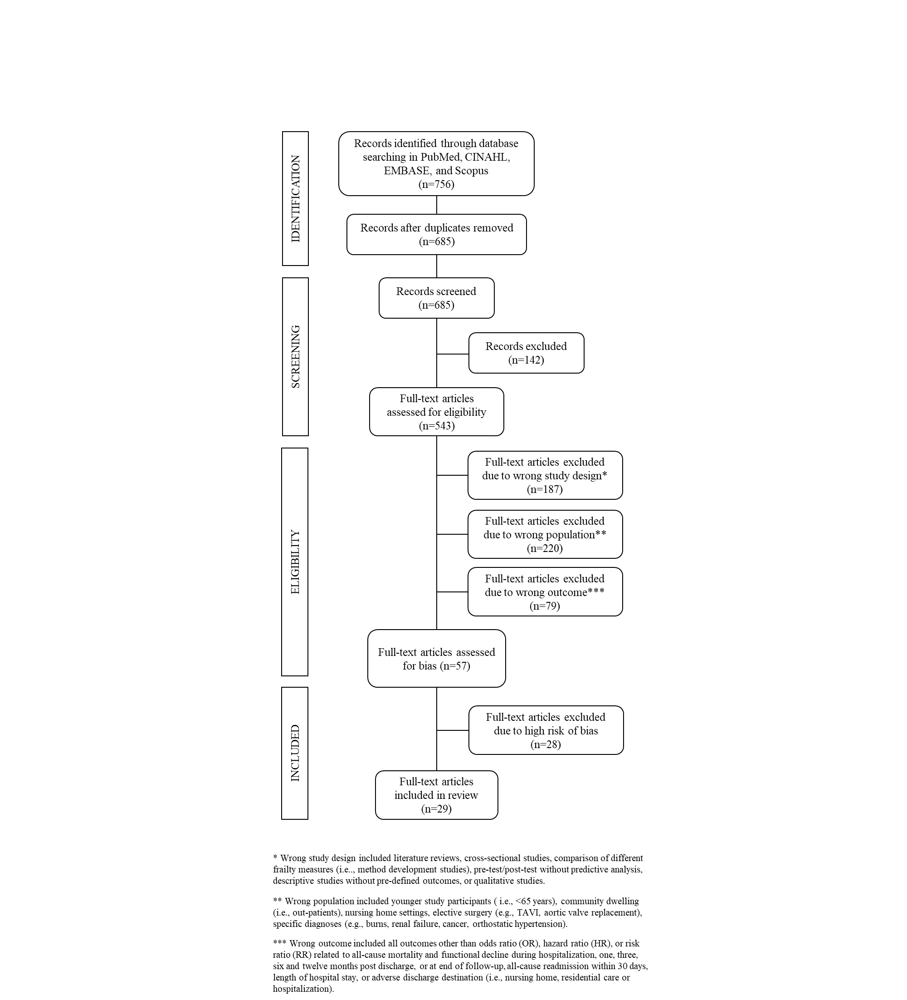 IDENTIFICATION
Records identified through database
searching in PubMed, CINAHL,
EMBASE, and Scopus
(n=756)
Records after duplicates removed
(n=685)
SCREENING
Records screened
(n=685)
Records excluded
(n=142)
Full-text articles
assessed for eligibility
(n=543)
ELIGIBILITY
Full-text articles excluded
due to wrong study design*
(n=187)
Full-text articles excluded
due to wrong population**
(n=220)
Full-text articles excluded
due to wrong outcome***
(n=79)
Full-text articles assessed
for bias (n=57)
INCLUDED
Full-text articles excluded
due to high risk of bias
(n=28)
Full-text articles
included in review
(n=29)
* Wrong study design included literature reviews, cross-sectional studies, comparison of different
frailty measures (i.e.., method development studies), pre-test/post-test without predictive analysis,
descriptive studies without pre-defined outcomes, or qualitative studies.
** Wrong population included younger study participants ( i.e., <65 years), community dwelling
(i.e., out-patients), nursing home settings, elective surgery (e.g., TAVI, aortic valve replacement),
specific diagnoses (e.g., burns, renal failure, cancer, orthostatic hypertension).
*** Wrong outcome included all outcomes other than odds ratio (OR), hazard ratio (HR), or risk
ratio (RR) related to all-cause mortality and functional decline during hospitalization, one, three,
six and twelve months post discharge, or at end of follow-up, all-cause readmission within 30 days,
length of hospital stay, or adverse discharge destination (i.e., nursing home, residential care or
hospitalization).